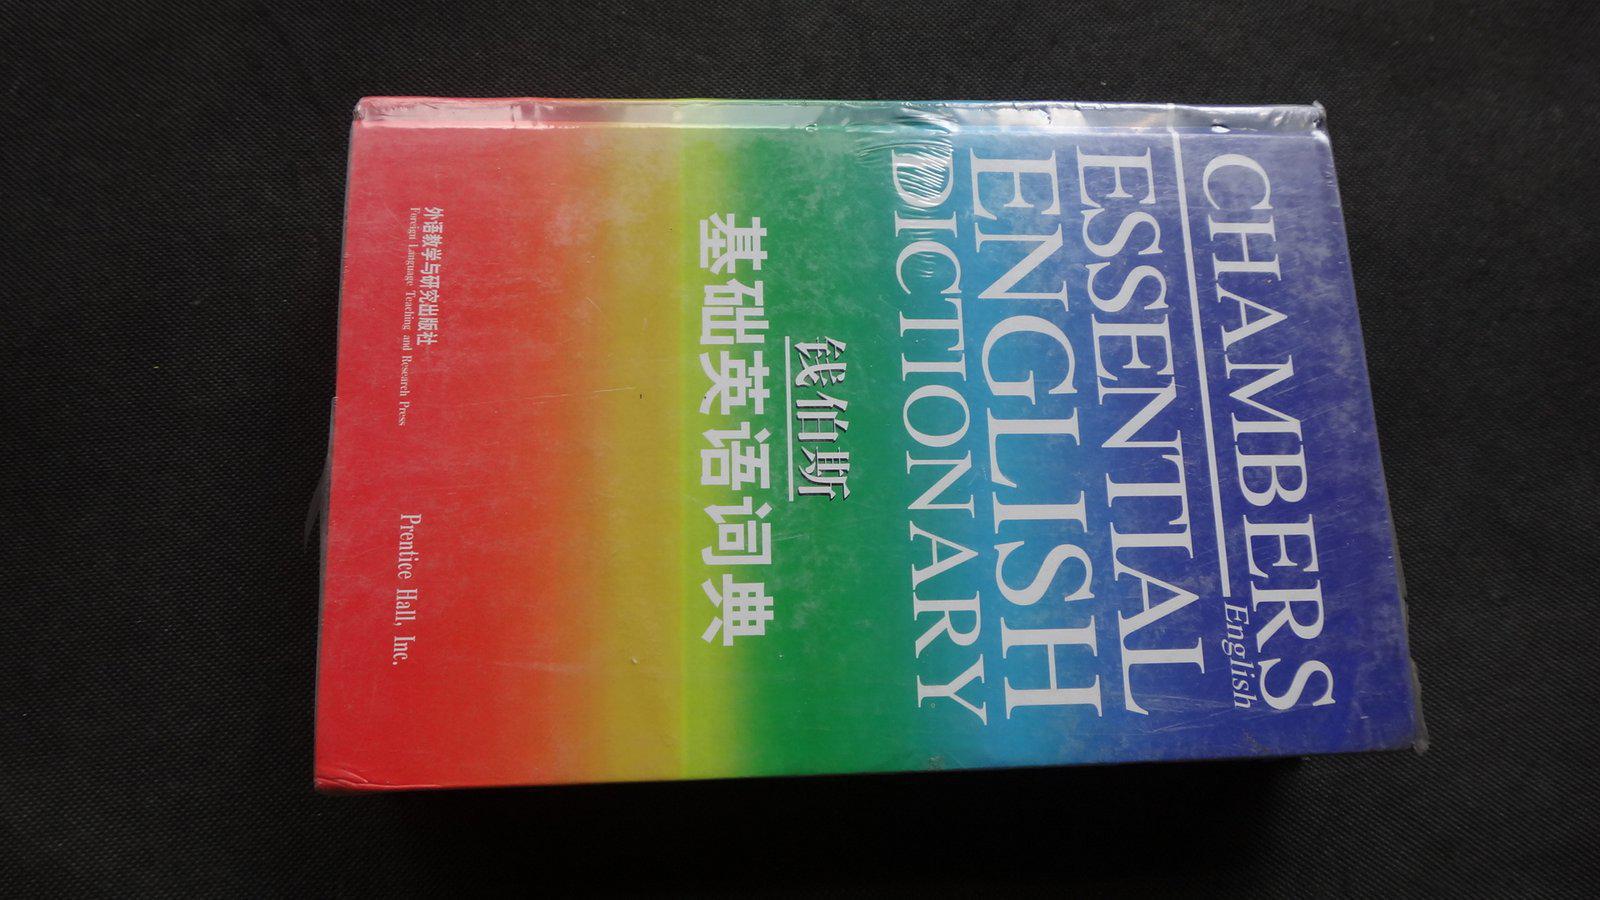 CHAMBERS
English
ESSENTIAL
ENGLISH
DICTIONARY
钱伯斯
基础英语词典
外语教学与研究出版社
Foreign Language Teaching and Research Press
Prentice Hall, Inc.